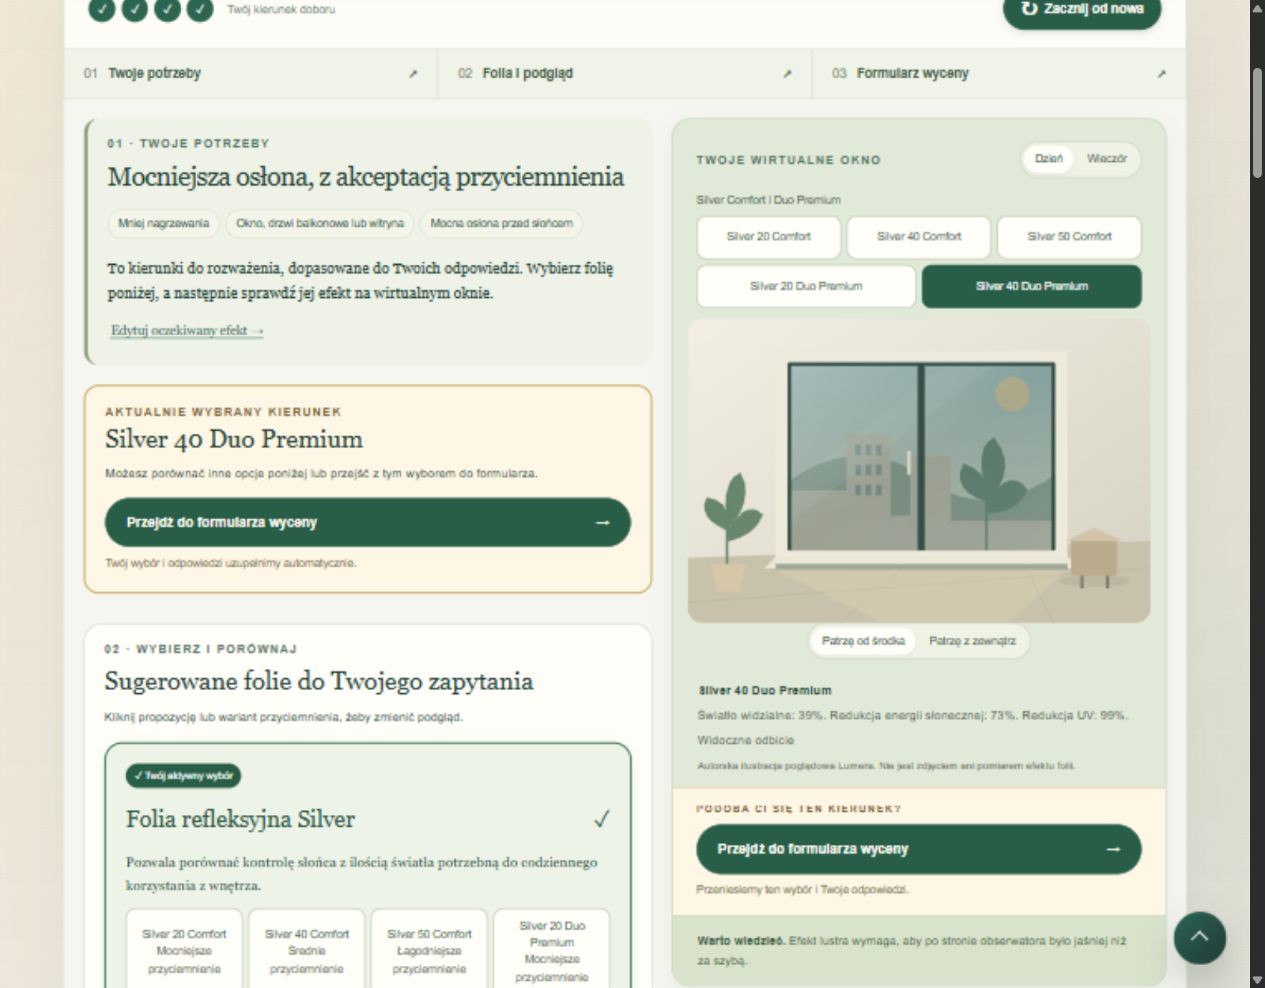 Twój kierunek doboru
↻ Zacznij od nowa
01 Twoje potrzeby ↗
02 Folia i podgląd ↗
03 Formularz wyceny ↗
01 · TWOJE POTRZEBY
Mocniejsza osłona, z akceptacją przyciemnienia
Mniej nagrzewania
Okno, drzwi balkonowe lub witryna
Mocna osłona przed słońcem
To kierunki do rozważenia, dopasowane do Twoich odpowiedzi. Wybierz folię
poniżej, a następnie sprawdź jej efekt na wirtualnym oknie.
Edytuj oczekiwany efekt →
AKTUALNIE WYBRANY KIERUNEK
Silver 40 Duo Premium
Możesz porównać inne opcje poniżej lub przejść z tym wyborem do formularza.
Przejdź do formularza wyceny →
Twój wybór i odpowiedzi uzupełnimy automatycznie.
02 · WYBIERZ I PORÓWNAJ
Sugerowane folie do Twojego zapytania
Kliknij propozycję lub wariant przyciemnienia, żeby zmienić podgląd.
✓ Twój aktywny wybór
Folia refleksyjna Silver ✓
Pozwala porównać kontrolę słońca z ilością światła potrzebną do codziennego
korzystania z wnętrza.
Silver 20 Comfort
Mocniejsze
przyciemnienie
Silver 40 Comfort
Średnie
przyciemnienie
Silver 50 Comfort
Łagodniejsze
przyciemnienie
Silver 20 Duo
Premium
Mocniejsze
przyciemnienie
TWOJE WIRTUALNE OKNO
Dzień
Wieczór
Silver Comfort i Duo Premium
Silver 20 Comfort
Silver 40 Comfort
Silver 50 Comfort
Silver 20 Duo Premium
Silver 40 Duo Premium
Patrzę od środka
Patrzę z zewnątrz
Silver 40 Duo Premium
Światło widzialne: 39%. Redukcja energii słonecznej: 73%. Redukcja UV: 99%.
Widoczne odbicie
Autorska ilustracja poglądowa Lumera. Nie jest zdjęciem ani pomiarem efektu folii.
PODOBA CI SIĘ TEN KIERUNEK?
Przejdź do formularza wyceny →
Przeniesiemy ten wybór i Twoje odpowiedzi.
Warto wiedzieć. Efekt lustra wymaga, aby po stronie obserwatora było jaśniej niż
za szybą.